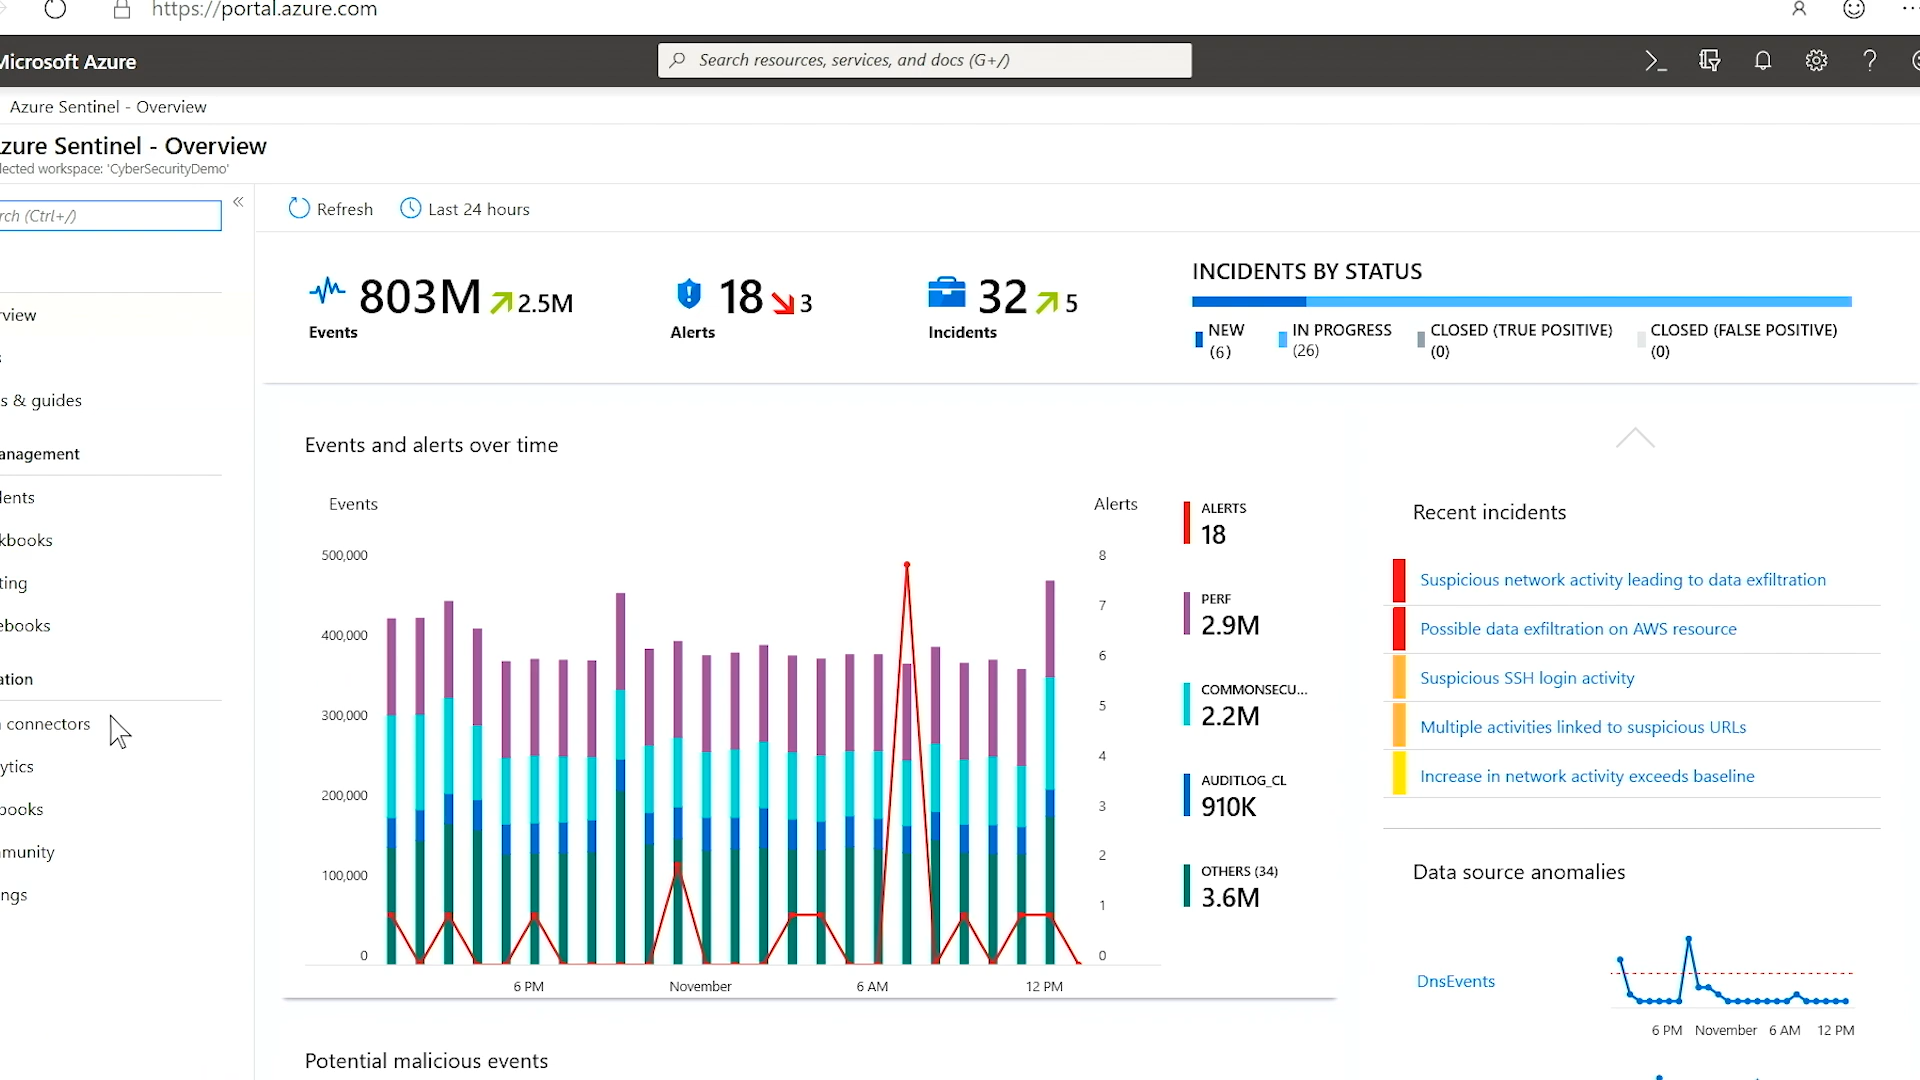 https://portal.azure.com
Microsoft Azure
Search resources, services, and docs (G+/)
Azure Sentinel - Overview
zure Sentinel - Overview
lected workspace: 'CyberSecurityDemo'
rch (Ctrl+/)
«
Refresh
Last 24 hours
rview
s & guides
anagement
lents
kbooks
ting
ebooks
ation
connectors
ytics
books
munity
ngs
803M 2.5M
Events
18 3
Alerts
32 5
Incidents
INCIDENTS BY STATUS
NEW (6)
IN PROGRESS (26)
CLOSED (TRUE POSITIVE) (0)
CLOSED (FALSE POSITIVE) (0)
Events and alerts over time
Events
Alerts
500,000
400,000
300,000
200,000
100,000
0
8
7
6
5
4
3
2
1
0
6 PM November 6 AM 12 PM
ALERTS
18
PERF
2.9M
COMMONSECU...
2.2M
AUDITLOG_CL
910K
OTHERS (34)
3.6M
Recent incidents
Suspicious network activity leading to data exfiltration
Possible data exfiltration on AWS resource
Suspicious SSH login activity
Multiple activities linked to suspicious URLs
Increase in network activity exceeds baseline
Data source anomalies
DnsEvents
6 PM November 6 AM 12 PM
Potential malicious events